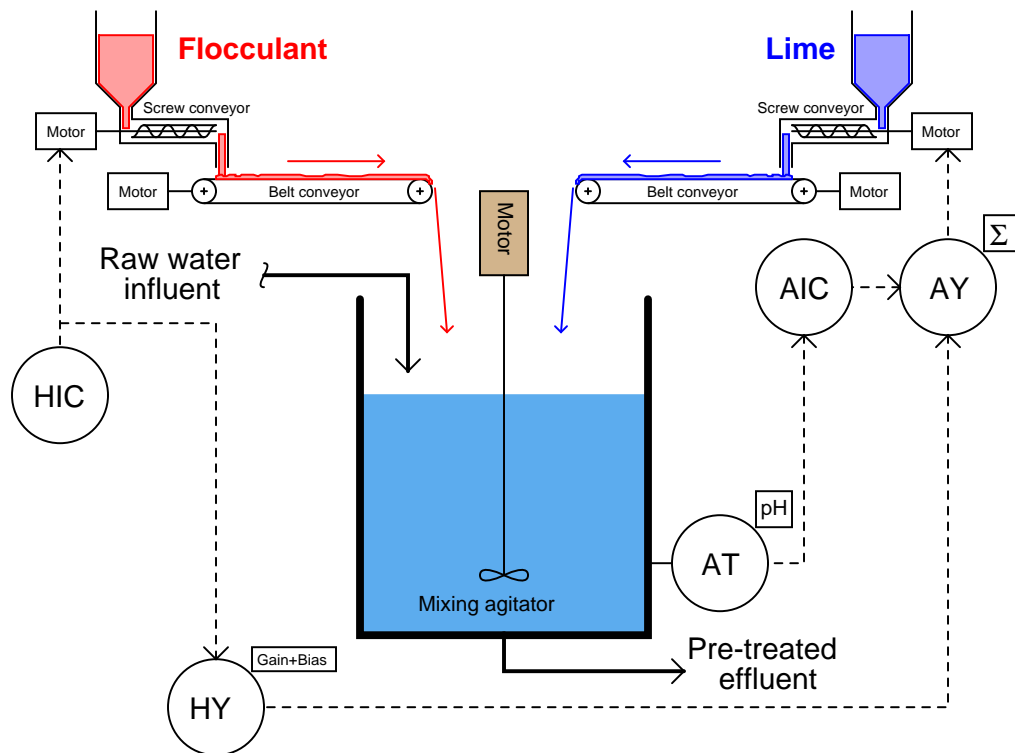 Flocculant
Lime
Screw conveyor
Screw conveyor
Motor
Motor
Motor
+
Belt conveyor
+
+
Belt conveyor
+
Motor
Motor
Σ
Raw water
influent
AIC
AY
HIC
pH
AT
Mixing agitator
Gain+Bias
HY
Pre-treated
effluent